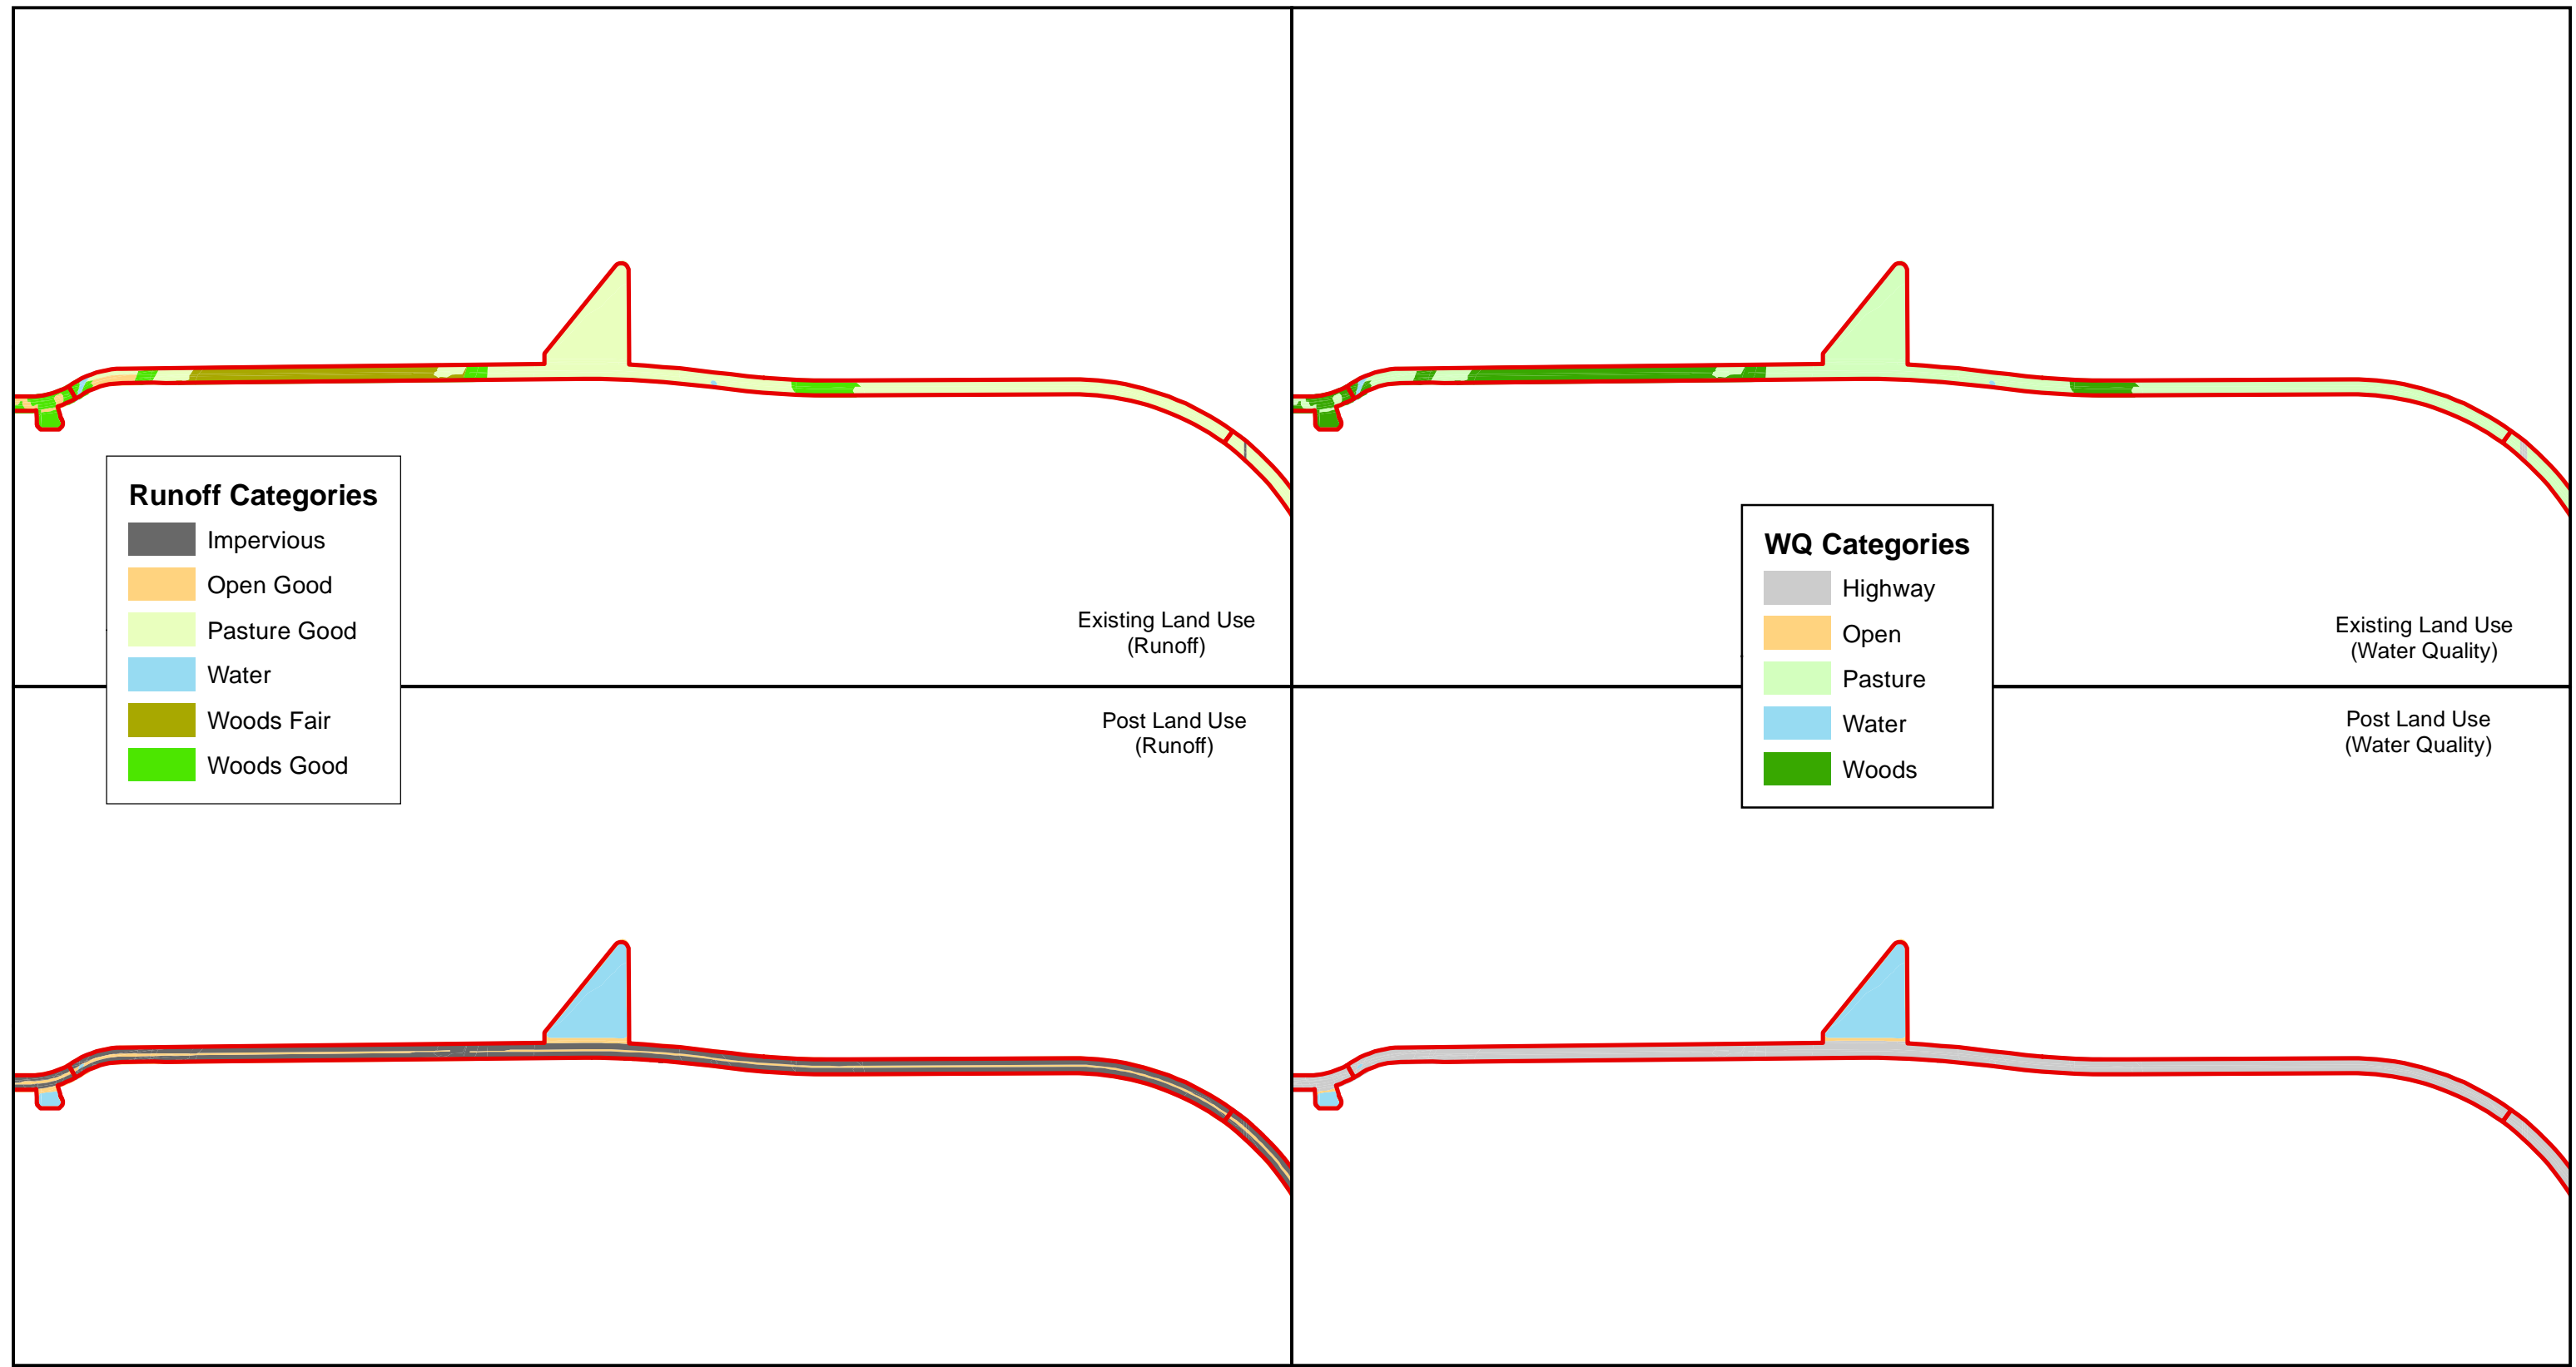 Existing Land Use
(Runoff)
Existing Land Use
(Water Quality)
Runoff Categories
Impervious
Open Good
Pasture Good
Water
Woods Fair
Woods Good
WQ Categories
Highway
Open
Pasture
Water
Woods
Post Land Use
(Runoff)
Post Land Use
(Water Quality)